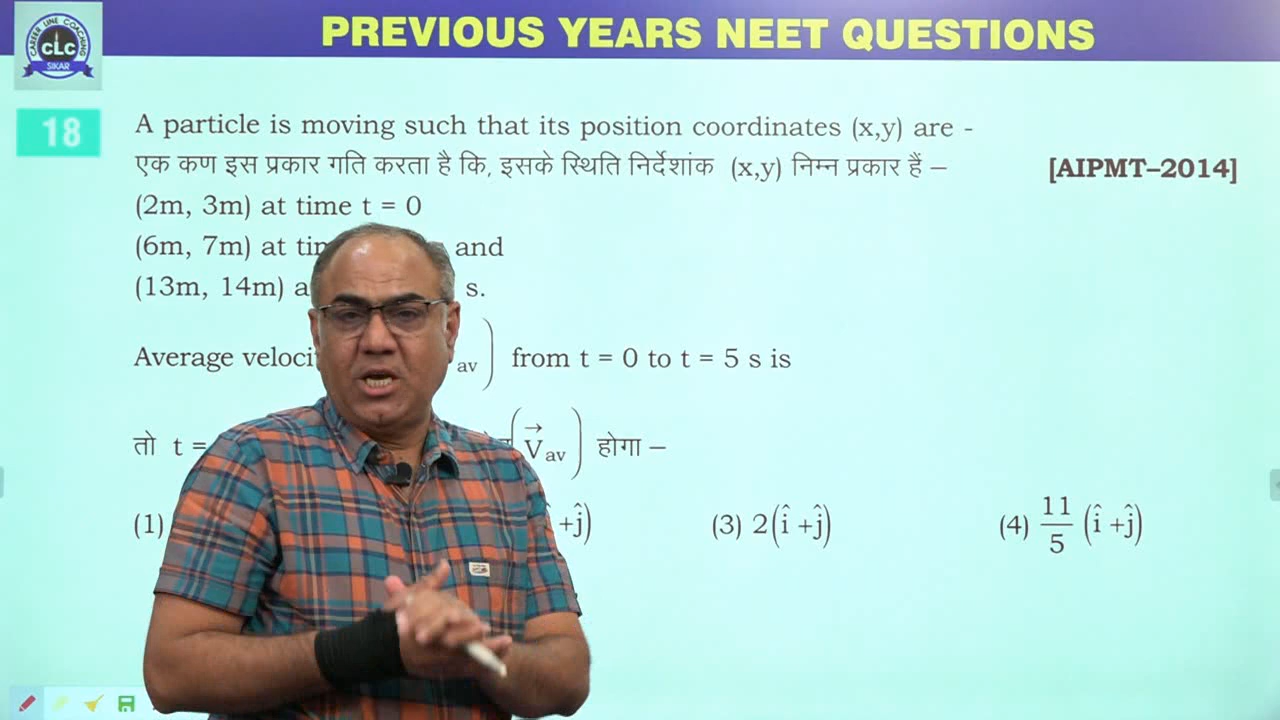 CAREER LINE COACHING
CLC
SIKAR
PREVIOUS YEARS NEET QUESTIONS
18
A particle is moving such that its position coordinates (x,y) are -
एक कण इस प्रकार गति करता है कि, इसके स्थिति निर्देशांक (x,y) निम्न प्रकार हैं –
[AIPMT–2014]
(2m, 3m) at time t = 0
(6m, 7m) at and
(13m, 14m) s.
av) from t = 0 to t = 5 s is
Average
तो t = (V⃗av) होगा –
(1) +ĵ) (3) 2(î +ĵ) (4) 11/5 (î +ĵ)